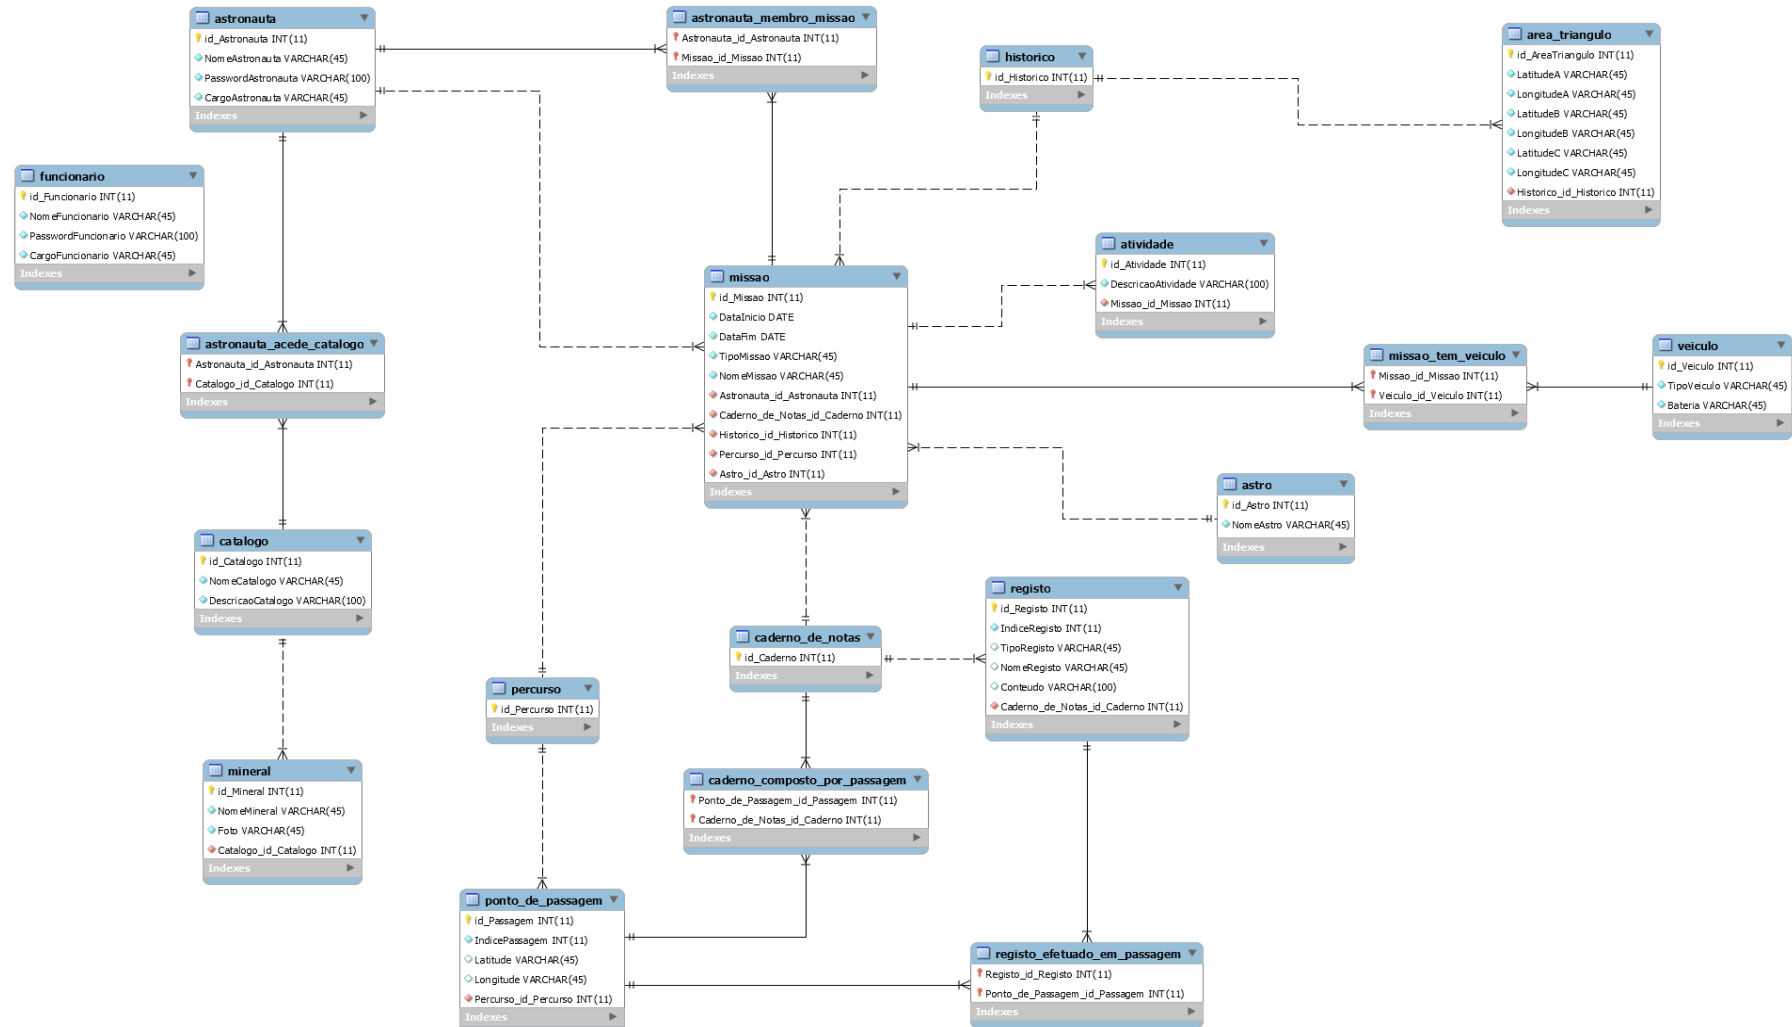 astronauta
id_Astronauta INT(11)
NomeAstronauta VARCHAR(45)
PasswordAstronauta VARCHAR(100)
CargoAstronauta VARCHAR(45)
Indexes
astronauta_membro_missao
Astronauta_id_Astronauta INT(11)
Missao_id_Missao INT(11)
Indexes
historico
id_Historico INT(11)
Indexes
area_triangulo
id_AreaTriangulo INT(11)
LatitudeA VARCHAR(45)
LongitudeA VARCHAR(45)
LatitudeB VARCHAR(45)
LongitudeB VARCHAR(45)
LatitudeC VARCHAR(45)
LongitudeC VARCHAR(45)
Historico_id_Historico INT(11)
Indexes
funcionario
id_Funcionario INT(11)
NomeFuncionario VARCHAR(45)
PasswordFuncionario VARCHAR(100)
CargoFuncionario VARCHAR(45)
Indexes
missao
id_Missao INT(11)
DataInicio DATE
DataFim DATE
TipoMissao VARCHAR(45)
NomeMissao VARCHAR(45)
Astronauta_id_Astronauta INT(11)
Caderno_de_Notas_id_Caderno INT(11)
Historico_id_Historico INT(11)
Percurso_id_Percurso INT(11)
Astro_id_Astro INT(11)
Indexes
atividade
id_Atividade INT(11)
DescricaoAtividade VARCHAR(100)
Missao_id_Missao INT(11)
Indexes
astronauta_acede_catalogo
Astronauta_id_Astronauta INT(11)
Catalogo_id_Catalogo INT(11)
Indexes
missao_tem_veiculo
Missao_id_Missao INT(11)
Veiculo_id_Veiculo INT(11)
Indexes
veiculo
id_Veiculo INT(11)
TipoVeiculo VARCHAR(45)
Bateria VARCHAR(45)
Indexes
astro
id_Astro INT(11)
NomeAstro VARCHAR(45)
Indexes
catalogo
id_Catalogo INT(11)
NomeCatalogo VARCHAR(45)
DescricaoCatalogo VARCHAR(100)
Indexes
registo
id_Registo INT(11)
IndiceRegisto INT(11)
TipoRegisto VARCHAR(45)
NomeRegisto VARCHAR(45)
Conteudo VARCHAR(100)
Caderno_de_Notas_id_Caderno INT(11)
Indexes
caderno_de_notas
id_Caderno INT(11)
Indexes
percurso
id_Percurso INT(11)
Indexes
mineral
id_Mineral INT(11)
NomeMineral VARCHAR(45)
Foto VARCHAR(45)
Catalogo_id_Catalogo INT(11)
Indexes
caderno_composto_por_passagem
Ponto_de_Passagem_id_Passagem INT(11)
Caderno_de_Notas_id_Caderno INT(11)
Indexes
ponto_de_passagem
id_Passagem INT(11)
IndicePassagem INT(11)
Latitude VARCHAR(45)
Longitude VARCHAR(45)
Percurso_id_Percurso INT(11)
Indexes
registo_efetuado_em_passagem
Registo_id_Registo INT(11)
Ponto_de_Passagem_id_Passagem INT(11)
Indexes